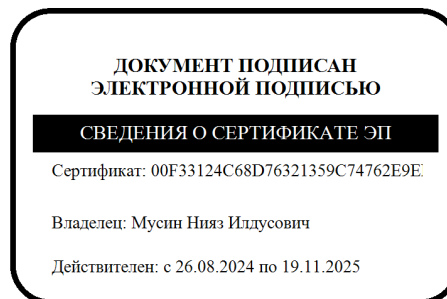 ДОКУМЕНТ ПОДПИСАН
ЭЛЕКТРОННОЙ ПОДПИСЬЮ
СВЕДЕНИЯ О СЕРТИФИКАТЕ ЭП
Сертификат: 00F33124C68D76321359C74762E9E
Владелец: Мусин Нияз Илдусович
Действителен: с 26.08.2024 по 19.11.2025